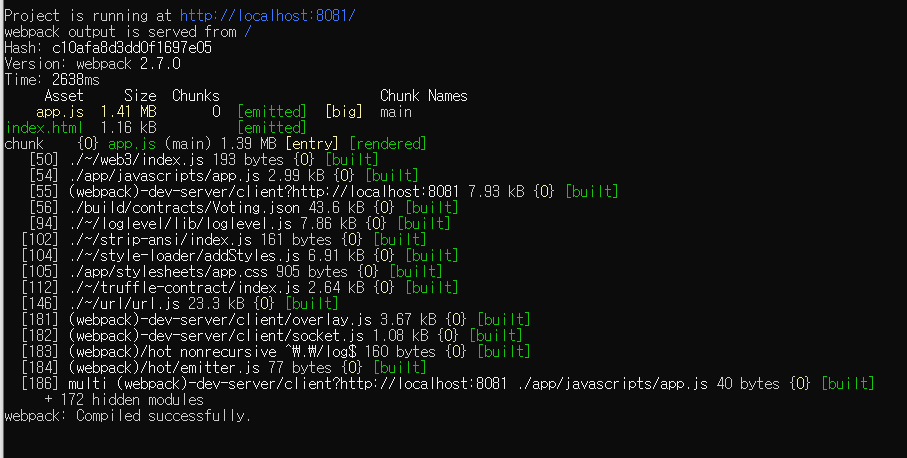 Project is running at http://localhost:8081/
webpack output is served from /
Hash: c10afa8d3dd0f1697e05
Version: webpack 2.7.0
Time: 2638ms
Asset Size Chunks Chunk Names
app.js 1.41 MB 0 [emitted] [big] main
index.html 1.16 kB [emitted]
chunk {0} app.js (main) 1.39 MB [entry] [rendered]
[50] ./~/web3/index.js 193 bytes {0} [built]
[54] ./app/javascripts/app.js 2.99 kB {0} [built]
[55] (webpack)-dev-server/client?http://localhost:8081 7.93 kB {0} [built]
[56] ./build/contracts/Voting.json 43.6 kB {0} [built]
[94] ./~/loglevel/lib/loglevel.js 7.86 kB {0} [built]
[102] ./~/strip-ansi/index.js 161 bytes {0} [built]
[104] ./~/style-loader/addStyles.js 6.91 kB {0} [built]
[105] ./app/stylesheets/app.css 905 bytes {0} [built]
[112] ./~/truffle-contract/index.js 2.64 kB {0} [built]
[146] ./~/url/url.js 23.3 kB {0} [built]
[181] (webpack)-dev-server/client/overlay.js 3.67 kB {0} [built]
[182] (webpack)-dev-server/client/socket.js 1.08 kB {0} [built]
[183] (webpack)/hot nonrecursive ^₩.₩/log$ 160 bytes {0} [built]
[184] (webpack)/hot/emitter.js 77 bytes {0} [built]
[186] multi (webpack)-dev-server/client?http://localhost:8081 ./app/javascripts/app.js 40 bytes {0} [built]
+ 172 hidden modules
webpack: Compiled successfully.